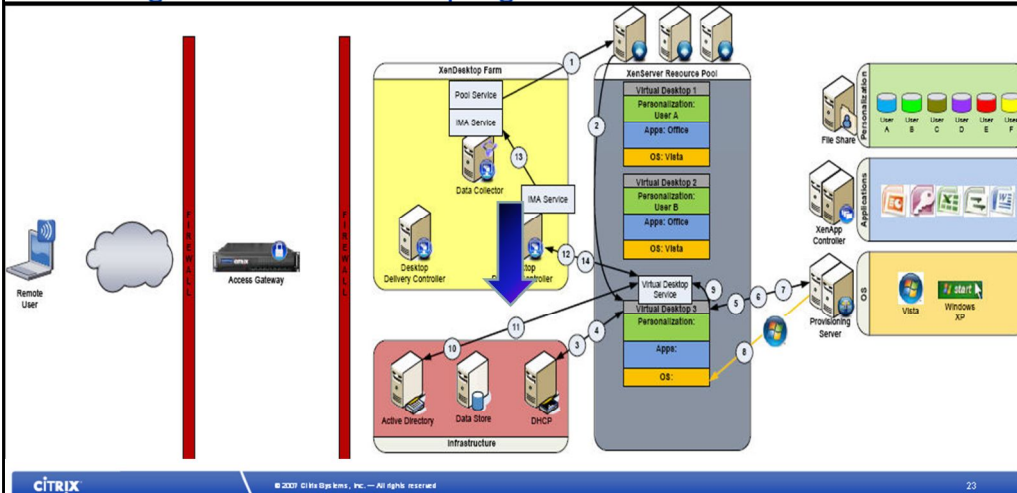 XenDesktop Farm
Pool Service
IMA Service
Data Collector
IMA Service
Desktop
Delivery Controller
1
13
12
14
2
XenServer Resource Pool
Virtual Desktop 1
Personalization:
User A
Apps: Office
OS: Vista
Virtual Desktop 2
Personalization:
User B
Apps: Office
OS: Vista
Virtual Desktop
Service
9
Virtual Desktop 3
Personalization:
Apps:
OS:
5
6
7
8
File Share
Personalization
User
A
User
B
User
C
User
D
User
E
User
F
XenApp
Controller
Applications
Provisioning
Server
OS
Vista
start
Windows
XP
Remote
User
FIREWALL
CITRIX
Access Gateway
FIREWALL
10
11
3
4
Active Directory
Data Store
DHCP
Infrastructure
CITRIX
© 2007 Citrix Systems, Inc. — All rights reserved
23